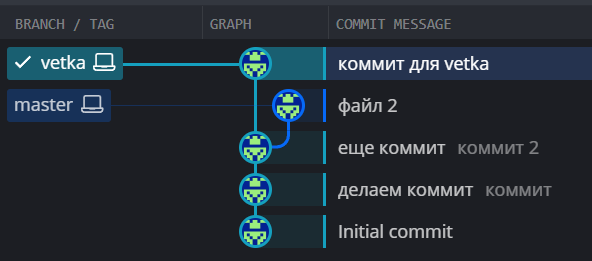 BRANCH / TAG GRAPH COMMIT MESSAGE
vetka коммит для vetka
master файл 2
еще коммит коммит 2
делаем коммит коммит
Initial commit